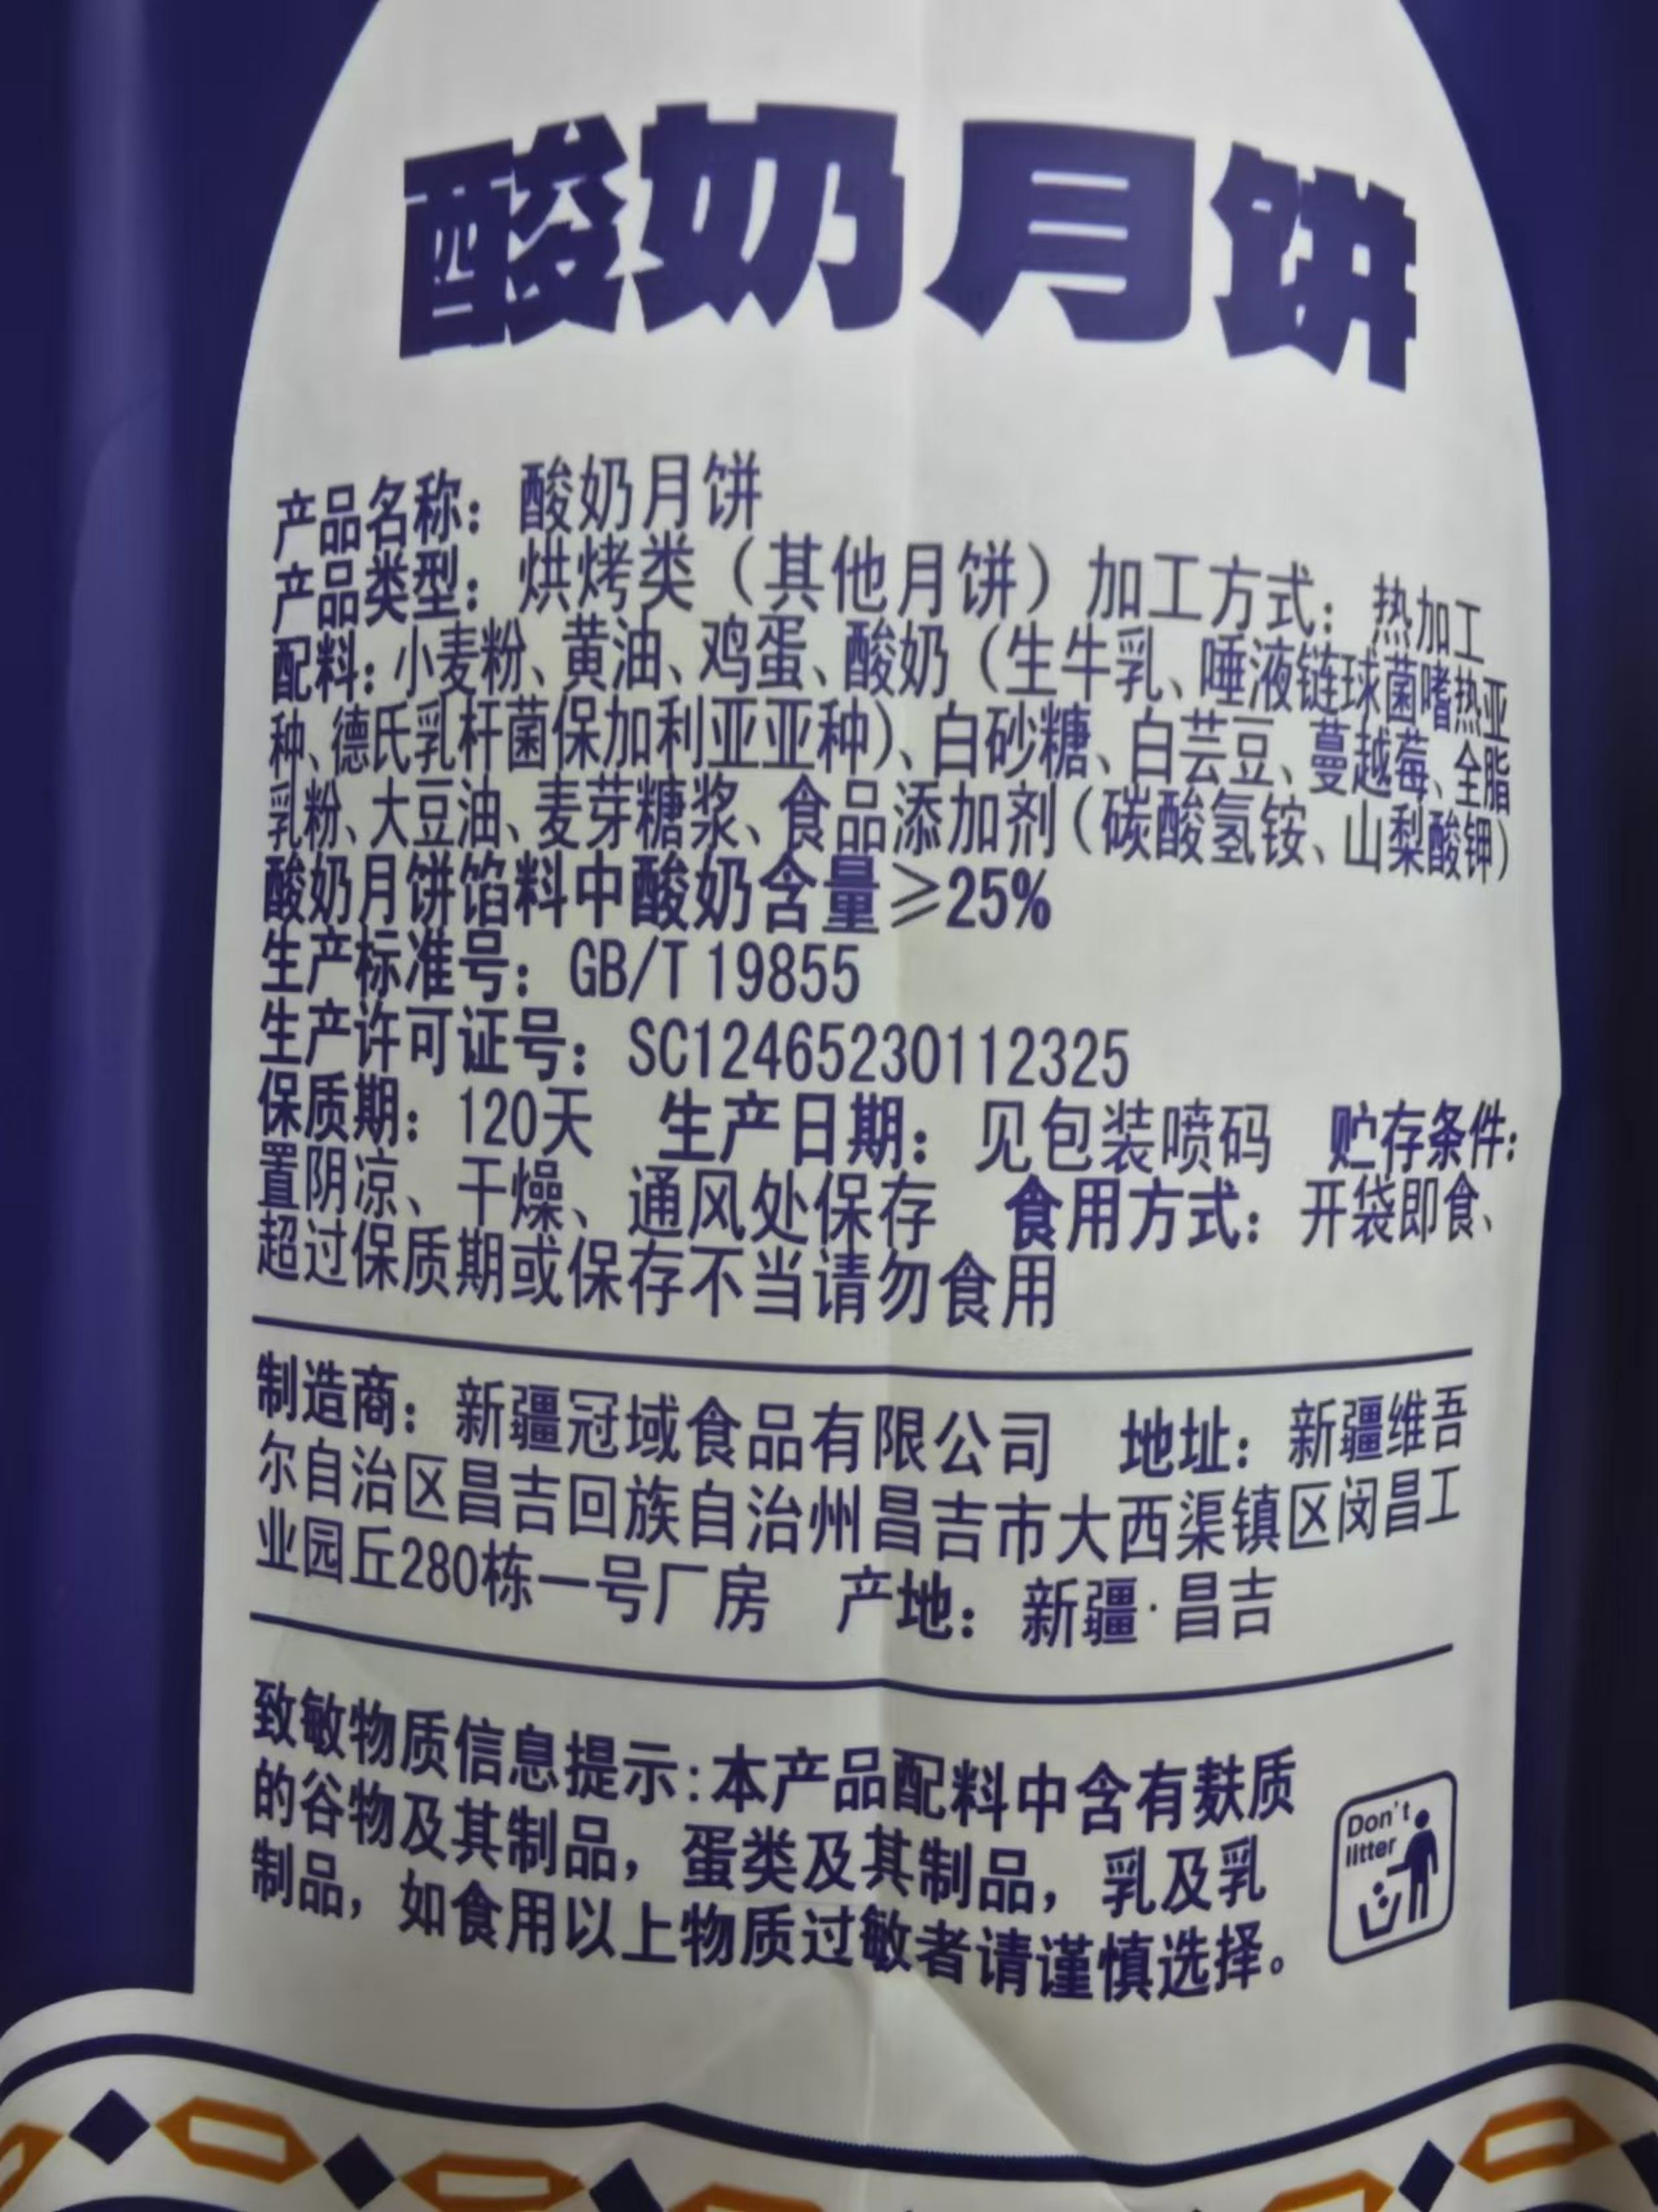 酸奶月饼
产品名称：酸奶月饼
产品类型：烘烤类（其他月饼）加工方式：热加工
配料：小麦粉、黄油、鸡蛋、酸奶（生牛乳、唾液链球菌嗜热亚
种、德氏乳杆菌保加利亚亚种）、白砂糖、白芸豆、蔓越莓、全脂
乳粉、大豆油、麦芽糖浆、食品添加剂（碳酸氢铵、山梨酸钾）
酸奶月饼馅料中酸奶含量≥25%
生产标准号：GB/T 19855
生产许可证号：SC12465230112325
保质期：120天 生产日期：见包装喷码 贮存条件：
置阴凉、干燥、通风处保存 食用方式：开袋即食、
超过保质期或保存不当请勿食用
制造商：新疆冠域食品有限公司 地址：新疆维吾
尔自治区昌吉回族自治州昌吉市大西渠镇区闵昌工
业园丘280栋一号厂房 产地：新疆·昌吉
致敏物质信息提示：本产品配料中含有麸质
的谷物及其制品，蛋类及其制品，乳及乳
制品，如食用以上物质过敏者请谨慎选择。
Don't
litter